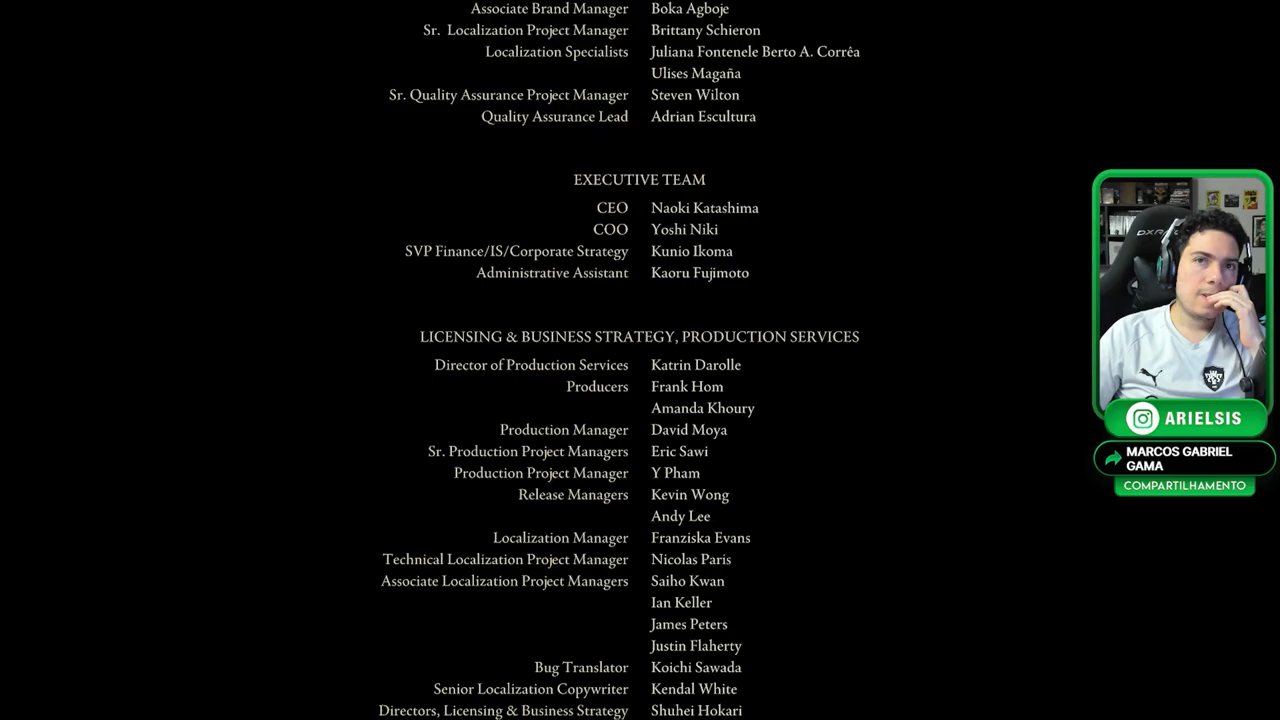 Associate Brand Manager Boka Agboje
Sr. Localization Project Manager Brittany Schieron
Localization Specialists Juliana Fontenele Berto A. Corrêa
Ulises Magaña
Sr. Quality Assurance Project Manager Steven Wilton
Quality Assurance Lead Adrian Escultura
EXECUTIVE TEAM
CEO Naoki Katashima
COO Yoshi Niki
SVP Finance/IS/Corporate Strategy Kunio Ikoma
Administrative Assistant Kaoru Fujimoto
LICENSING & BUSINESS STRATEGY, PRODUCTION SERVICES
Director of Production Services Katrin Darolle
Producers Frank Hom
Amanda Khoury
Production Manager David Moya
Sr. Production Project Managers Eric Sawi
Production Project Manager Y Pham
Release Managers Kevin Wong
Andy Lee
Localization Manager Franziska Evans
Technical Localization Project Manager Nicolas Paris
Associate Localization Project Managers Saiho Kwan
Ian Keller
James Peters
Justin Flaherty
Bug Translator Koichi Sawada
Senior Localization Copywriter Kendal White
Directors, Licensing & Business Strategy Shuhei Hokari
ARIELSIS
MARCOS GABRIEL
GAMA
COMPARTILHAMENTO